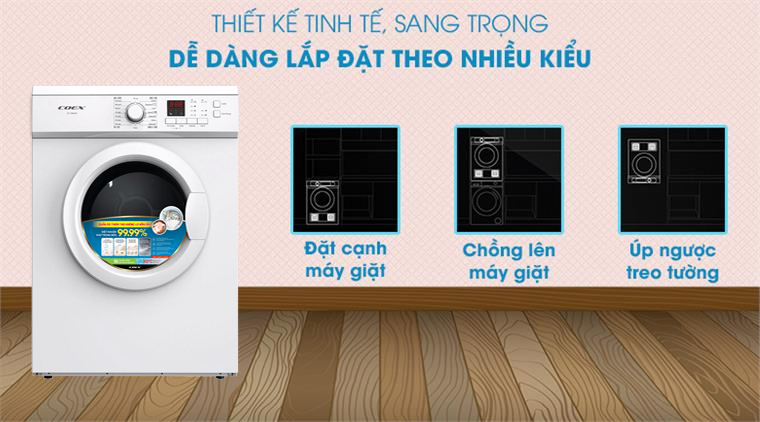 THIẾT KẾ TINH TẾ, SANG TRỌNG
DỄ DÀNG LẮP ĐẶT THEO NHIỀU KIỂU
COEX
99.99%
Đặt cạnh
máy giặt
Chồng lên
máy giặt
Úp ngược
treo tường